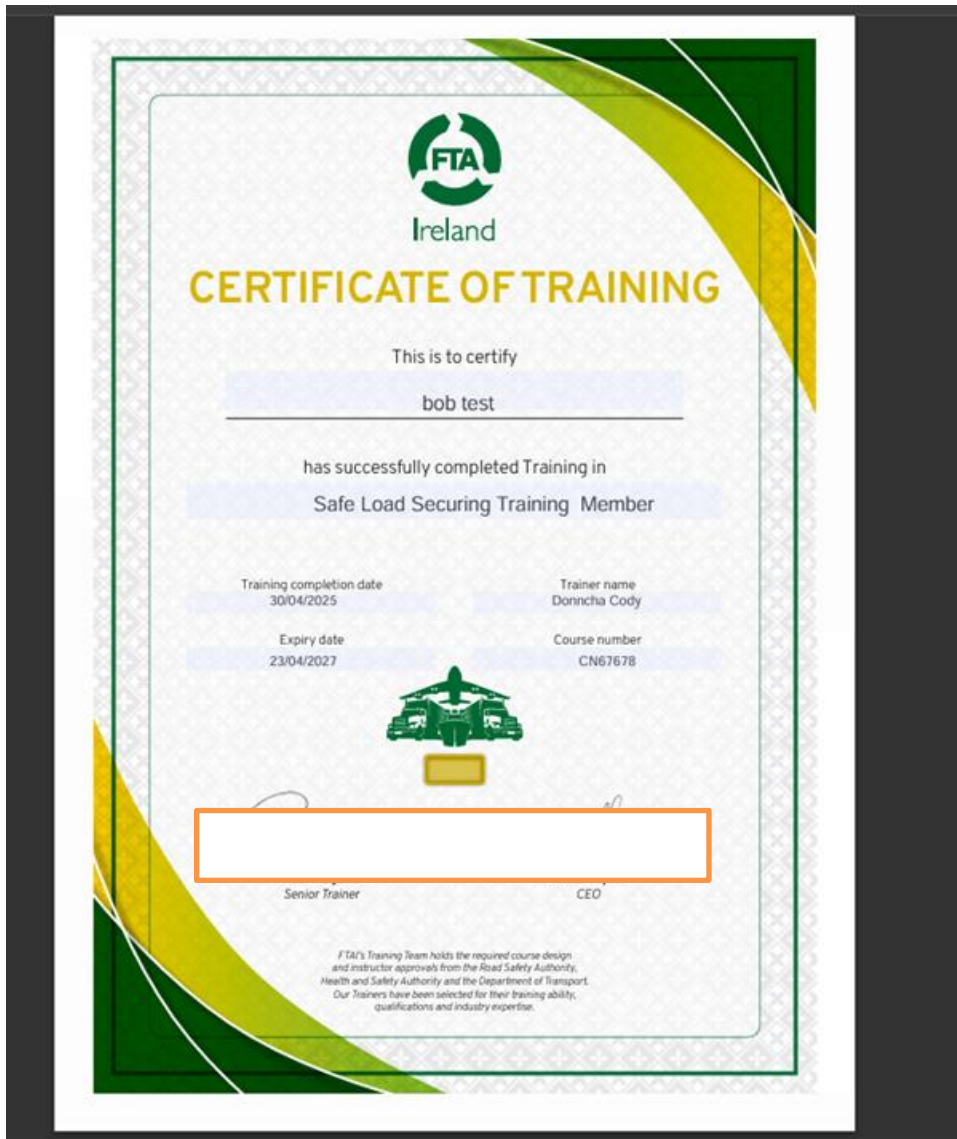 FTA
Ireland
CERTIFICATE OF TRAINING
This is to certify
bob test
has successfully completed Training in
Safe Load Securing Training  Member
Training completion date
30/04/2025
Trainer name
Donncha Cody
Expiry date
23/04/2027
Course number
CN67678
Senior Trainer
CEO
FTAI's Training Team holds the required course design
and instructor approvals from the Road Safety Authority,
Health and Safety Authority and the Department of Transport.
Our Trainers have been selected for their training ability,
qualifications and industry expertise.